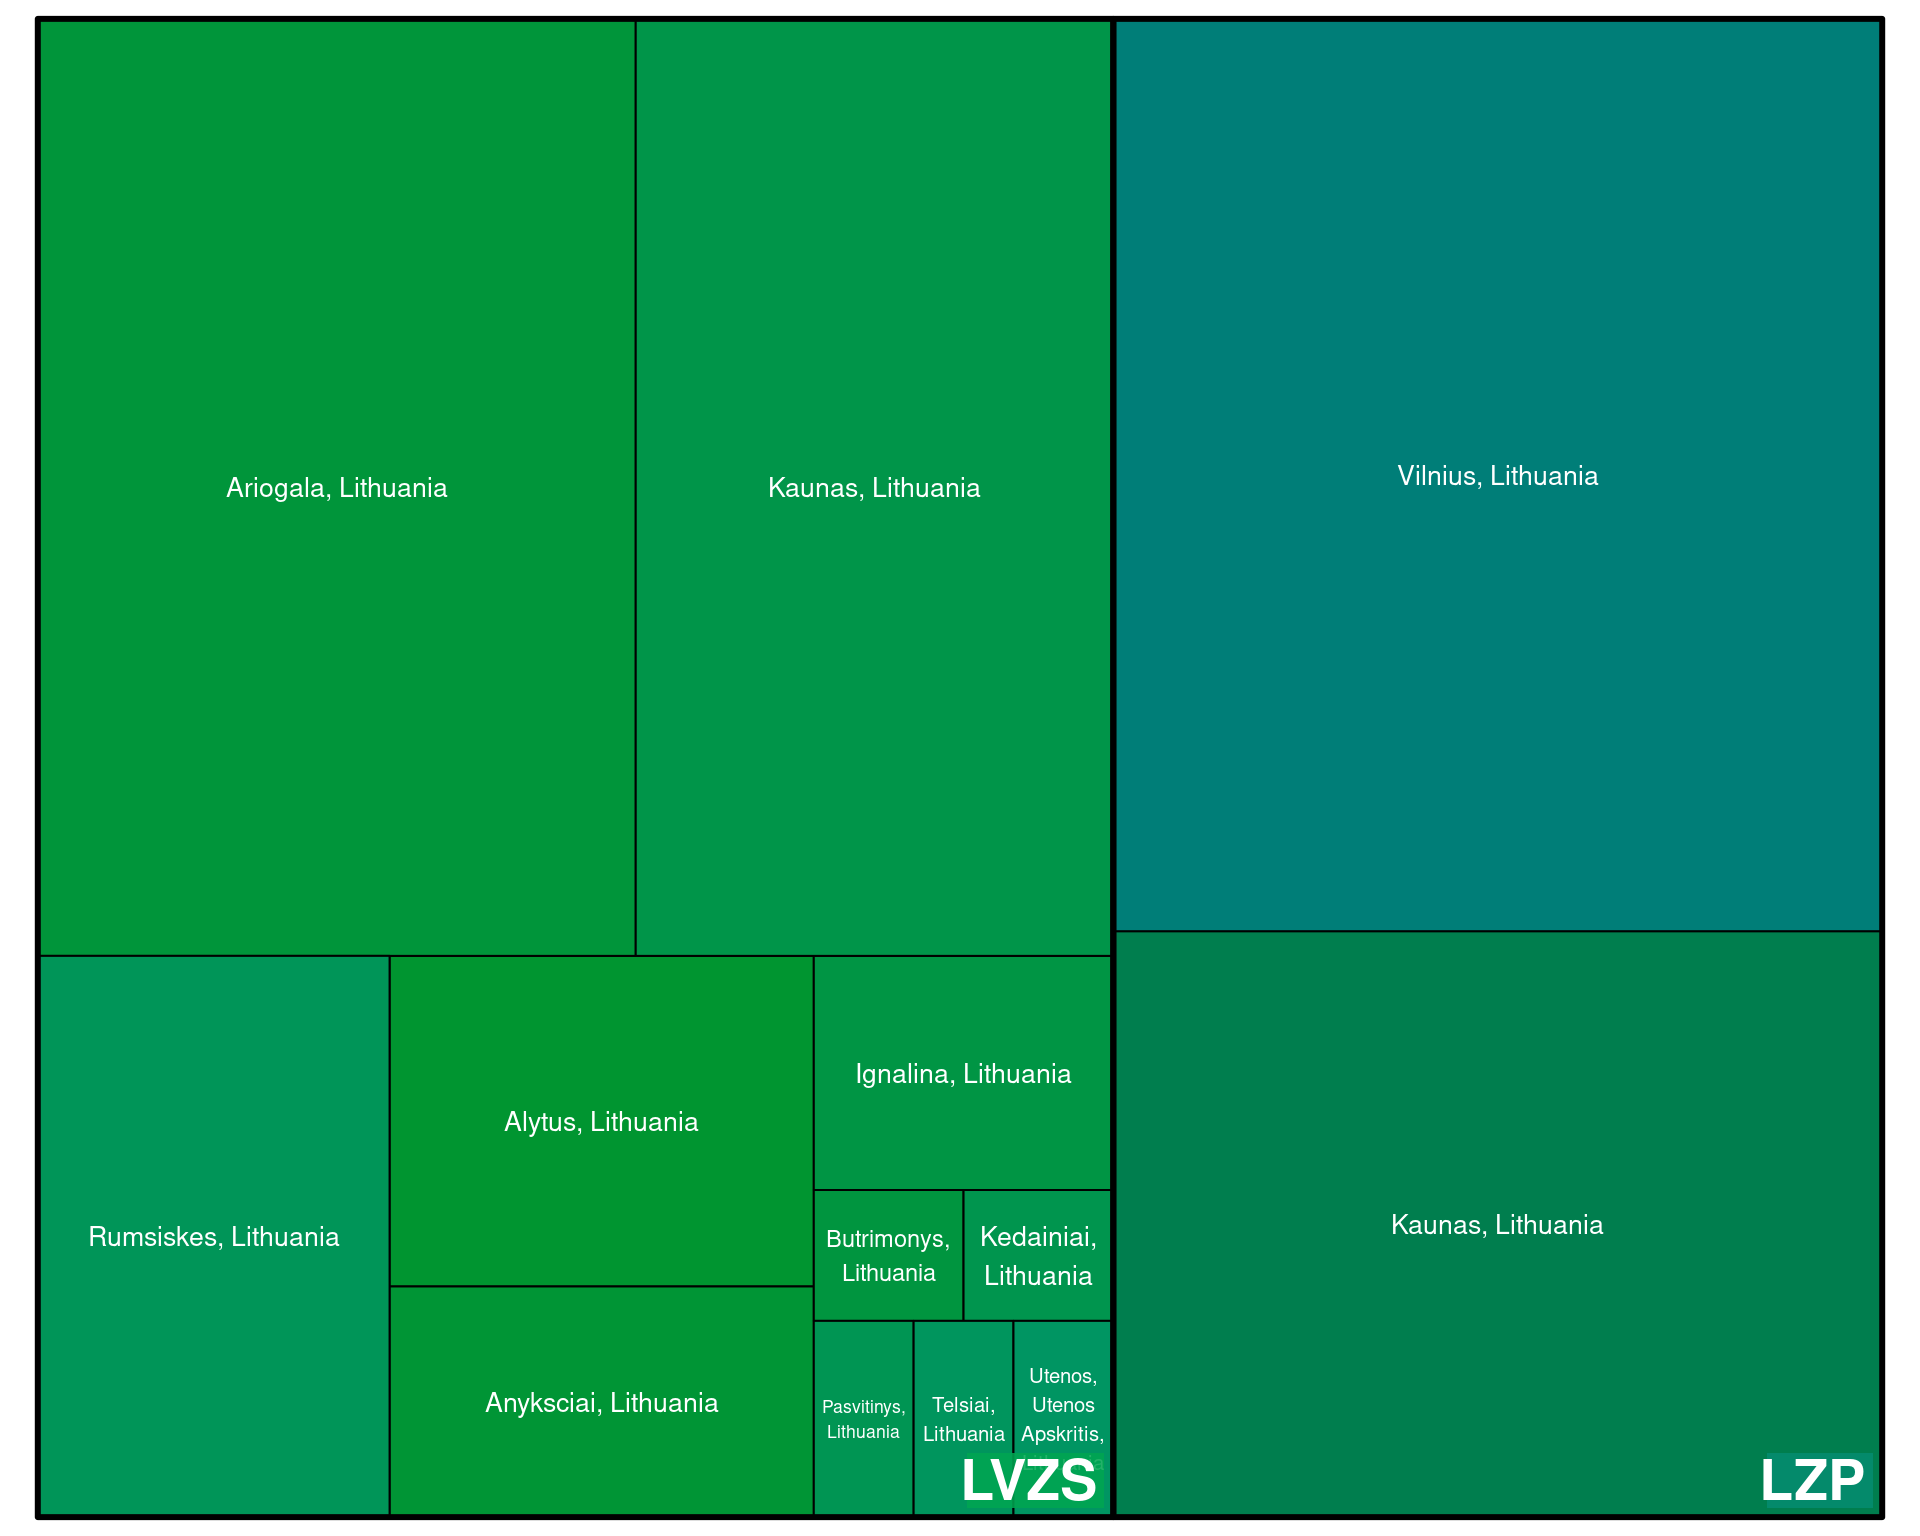 Ariogala, Lithuania
Kaunas, Lithuania
Vilnius, Lithuania
Rumsiskes, Lithuania
Alytus, Lithuania
Anyksciai, Lithuania
Ignalina, Lithuania
Butrimonys,
Lithuania
Kedainiai,
Lithuania
Pasvitinys,
Lithuania
Telsiai,
Lithuania
Utenos,
Utenos
Apskritis,
LVZS
Kaunas, Lithuania
LZP